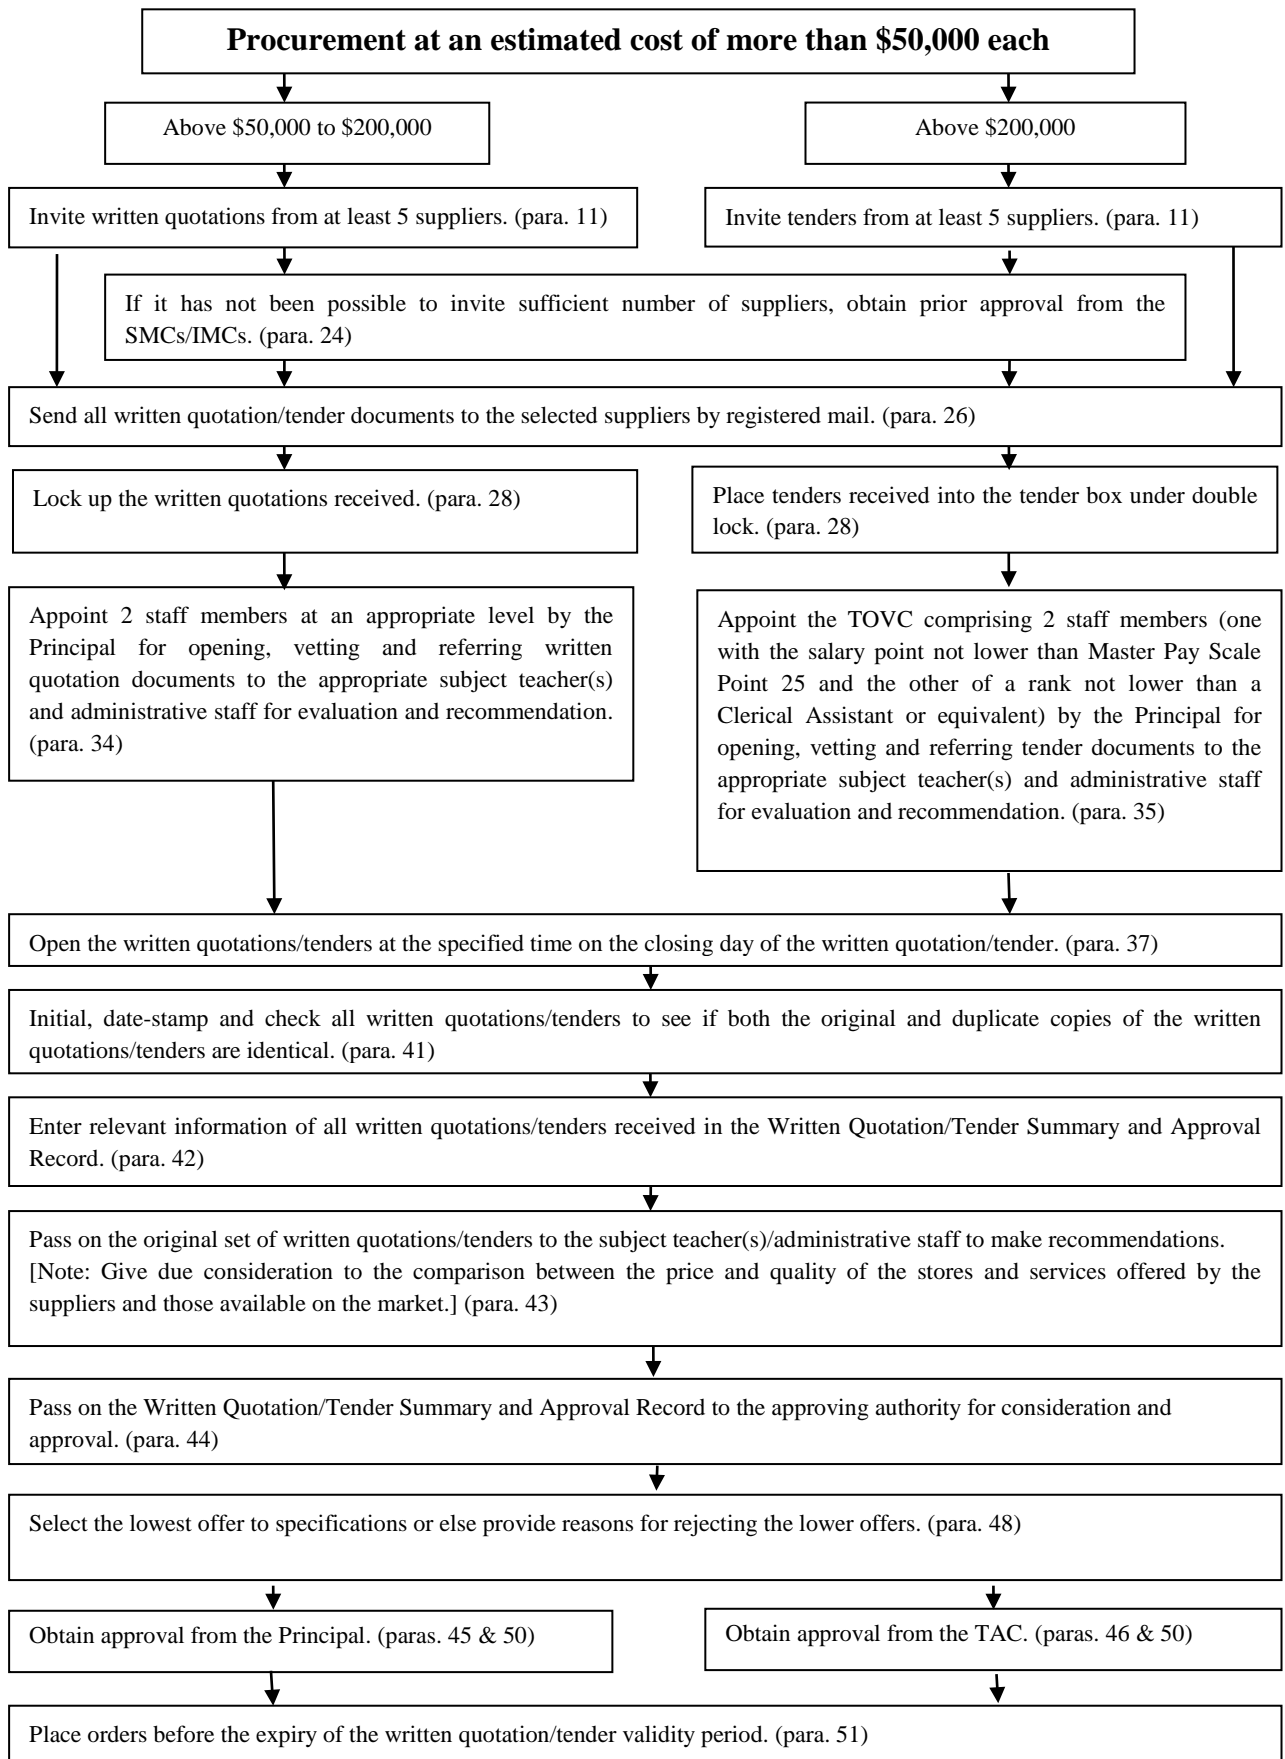 Procurement at an estimated cost of more than $50,000 each
Above $50,000 to $200,000
Above $200,000
Invite written quotations from at least 5 suppliers. (para. 11)
Invite tenders from at least 5 suppliers. (para. 11)
If it has not been possible to invite sufficient number of suppliers, obtain prior approval from the
SMCs/IMCs. (para. 24)
Send all written quotation/tender documents to the selected suppliers by registered mail. (para. 26)
Lock up the written quotations received. (para. 28)
Place tenders received into the tender box under double
lock. (para. 28)
Appoint 2 staff members at an appropriate level by the
Principal for opening, vetting and referring written
quotation documents to the appropriate subject teacher(s)
and administrative staff for evaluation and recommendation.
(para. 34)
Appoint the TOVC comprising 2 staff members (one
with the salary point not lower than Master Pay Scale
Point 25 and the other of a rank not lower than a
Clerical Assistant or equivalent) by the Principal for
opening, vetting and referring tender documents to the
appropriate subject teacher(s) and administrative staff
for evaluation and recommendation. (para. 35)
Open the written quotations/tenders at the specified time on the closing day of the written quotation/tender. (para. 37)
Initial, date-stamp and check all written quotations/tenders to see if both the original and duplicate copies of the written
quotations/tenders are identical. (para. 41)
Enter relevant information of all written quotations/tenders received in the Written Quotation/Tender Summary and Approval
Record. (para. 42)
Pass on the original set of written quotations/tenders to the subject teacher(s)/administrative staff to make recommendations.
[Note: Give due consideration to the comparison between the price and quality of the stores and services offered by the
suppliers and those available on the market.] (para. 43)
Pass on the Written Quotation/Tender Summary and Approval Record to the approving authority for consideration and
approval. (para. 44)
Select the lowest offer to specifications or else provide reasons for rejecting the lower offers. (para. 48)
Obtain approval from the Principal. (paras. 45 & 50)
Obtain approval from the TAC. (paras. 46 & 50)
Place orders before the expiry of the written quotation/tender validity period. (para. 51)